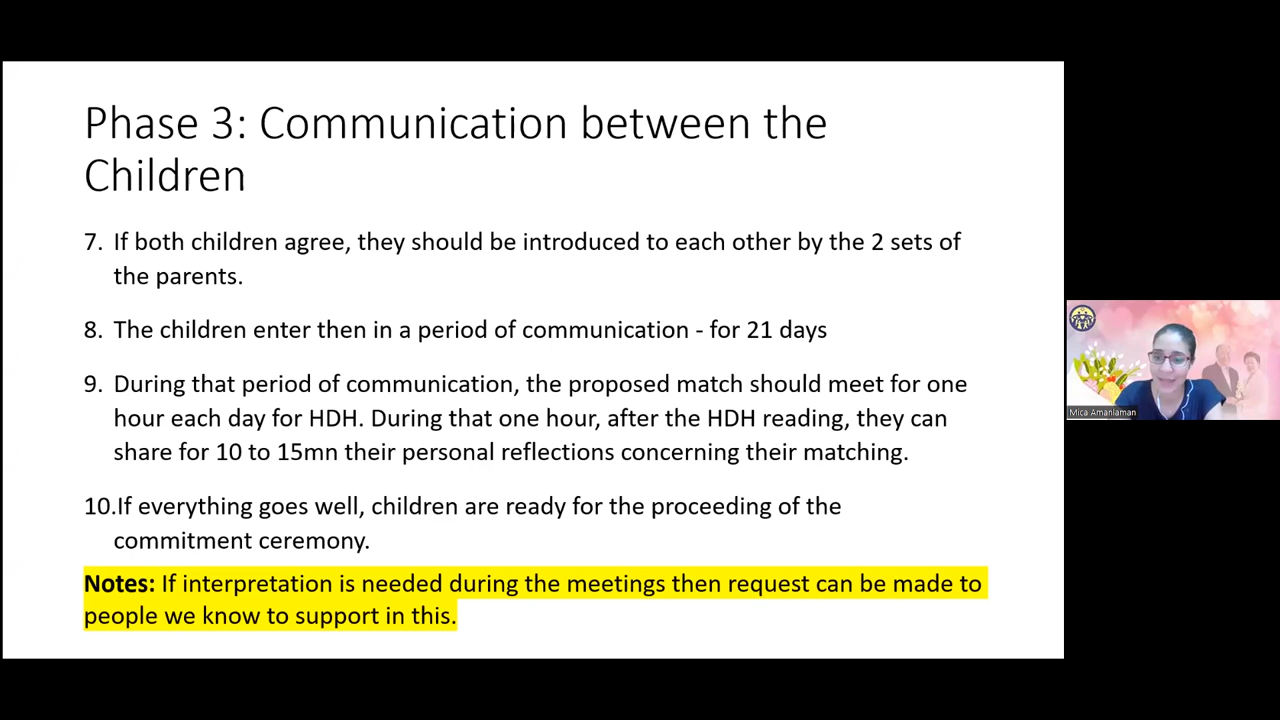 Phase 3: Communication between the
Children
7. If both children agree, they should be introduced to each other by the 2 sets of
the parents.
8. The children enter then in a period of communication - for 21 days
9. During that period of communication, the proposed match should meet for one
hour each day for HDH. During that one hour, after the HDH reading, they can
share for 10 to 15mn their personal reflections concerning their matching.
10.If everything goes well, children are ready for the proceeding of the
commitment ceremony.
Notes: If interpretation is needed during the meetings then request can be made to
people we know to support in this.
Mica Amanlaman